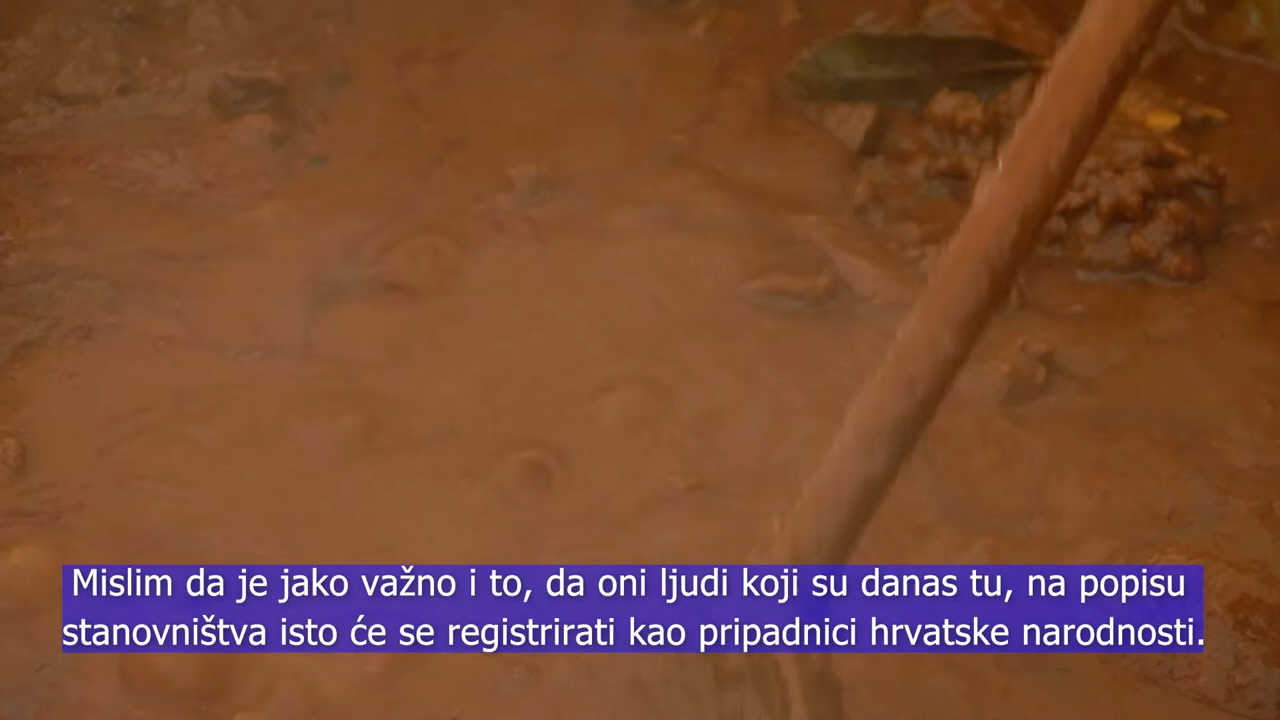 Mislim da je jako važno i to, da oni ljudi koji su danas tu, na popisu
stanovništva isto će se registrirati kao pripadnici hrvatske narodnosti.